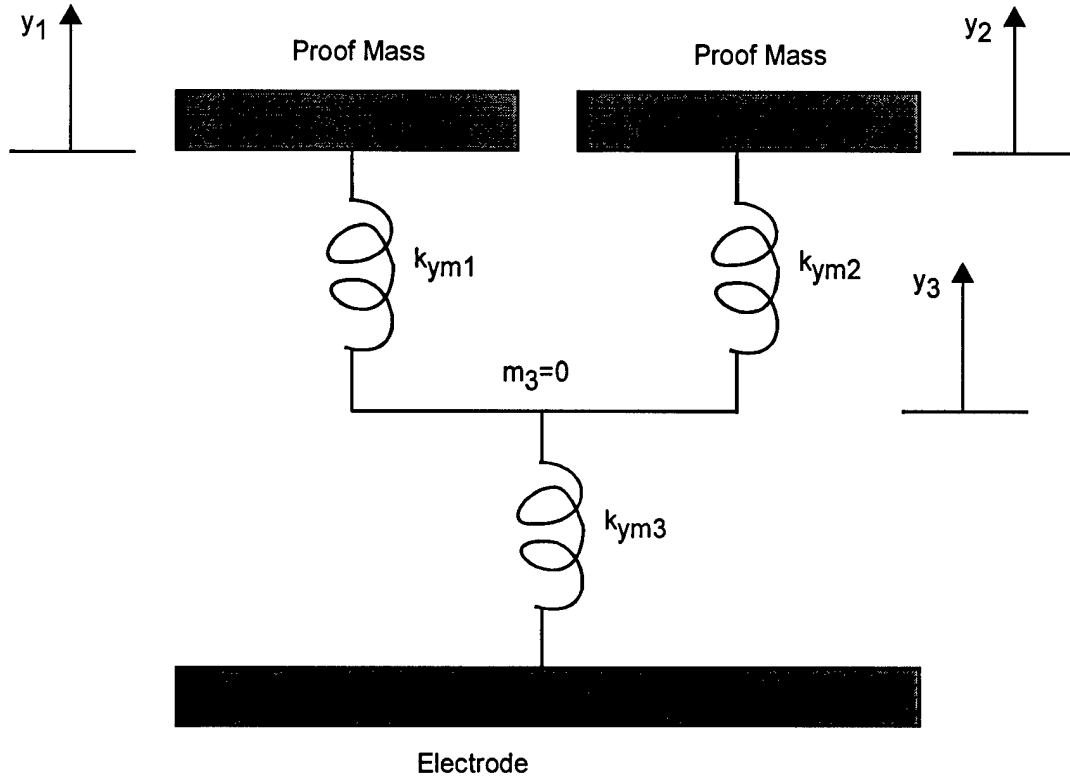 y1
Proof Mass
Proof Mass
y2
kym1
kym2
y3
m3=0
kym3
Electrode